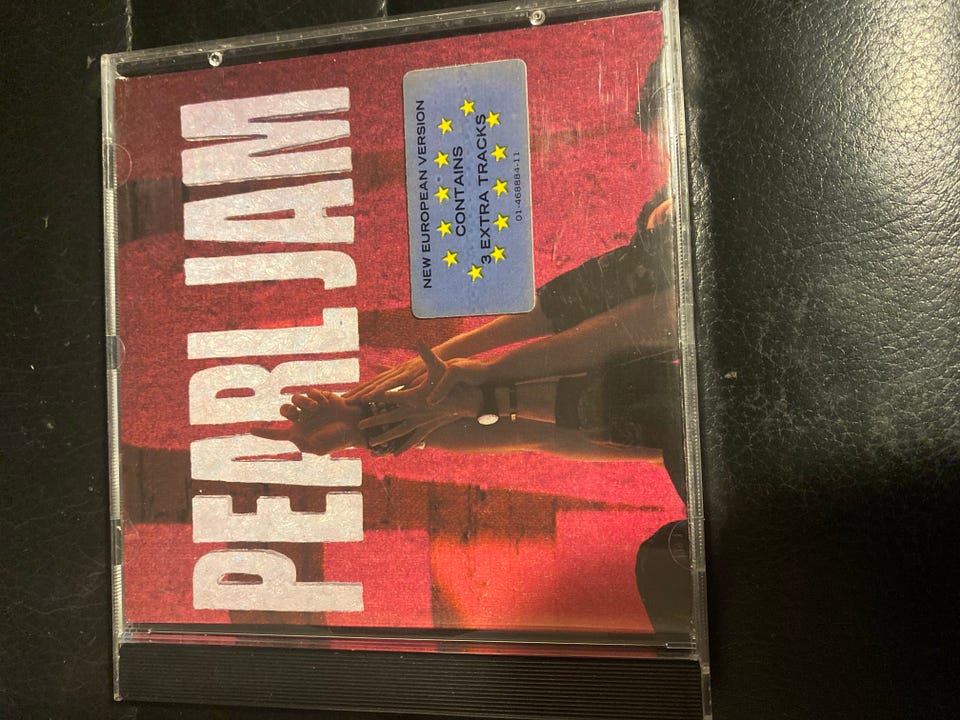 PEARL JAM
NEW EUROPEAN VERSION
CONTAINS
3 EXTRA TRACKS
01-468884-11